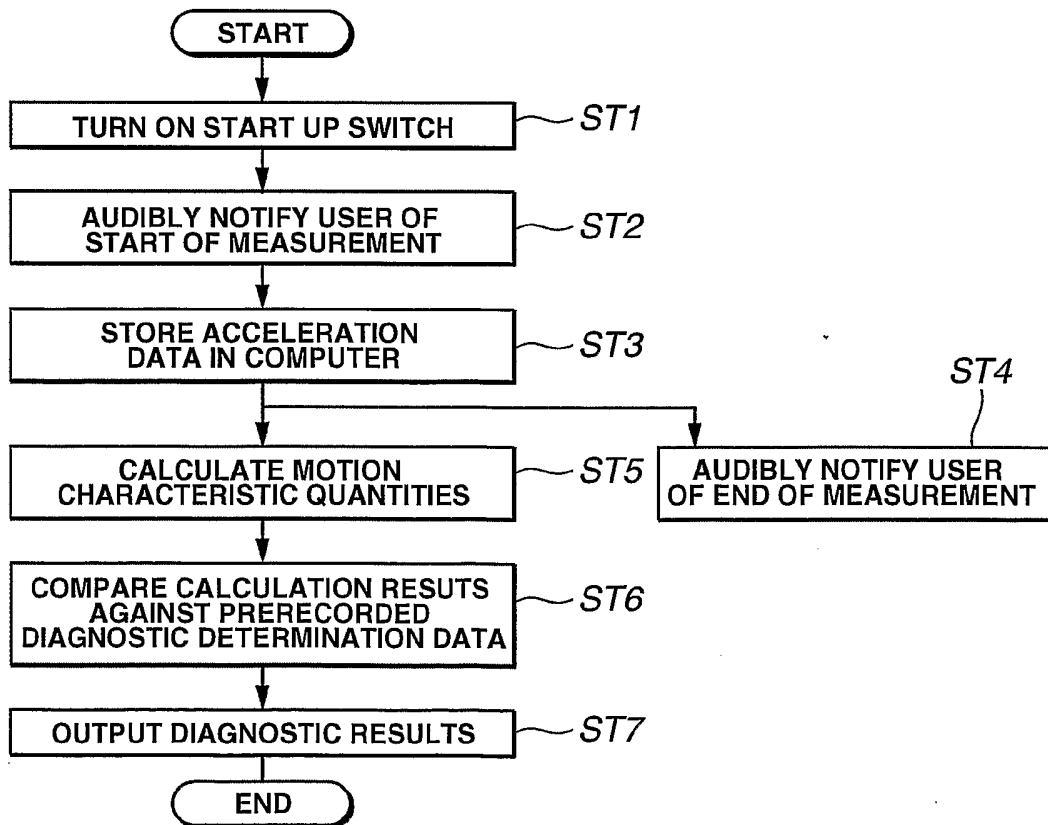 START
TURN ON START UP SWITCH
ST1
AUDIBLY NOTIFY USER OF
START OF MEASUREMENT
ST2
STORE ACCELERATION
DATA IN COMPUTER
ST3
ST4
CALCULATE MOTION
CHARACTERISTIC QUANTITIES
ST5
AUDIBLY NOTIFY USER
OF END OF MEASUREMENT
COMPARE CALCULATION RESUTS
AGAINST PRERECORDED
DIAGNOSTIC DETERMINATION DATA
ST6
OUTPUT DIAGNOSTIC RESULTS
ST7
END